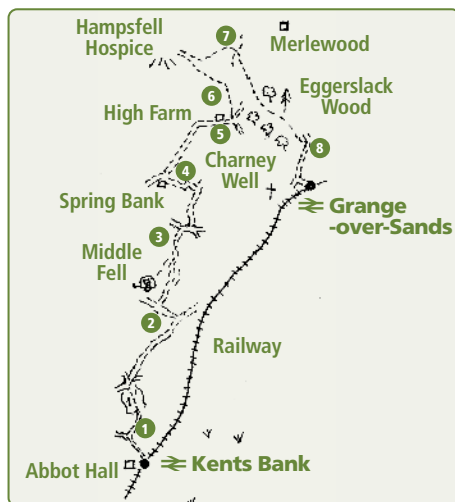 Hampsfell
Hospice
7
Merlewood
6
Eggerslack
Wood
High Farm
5
8
Charney
Well
4
Spring Bank
Grange
-over-Sands
3
Middle
Fell
2
Railway
1
Abbot Hall
Kents Bank